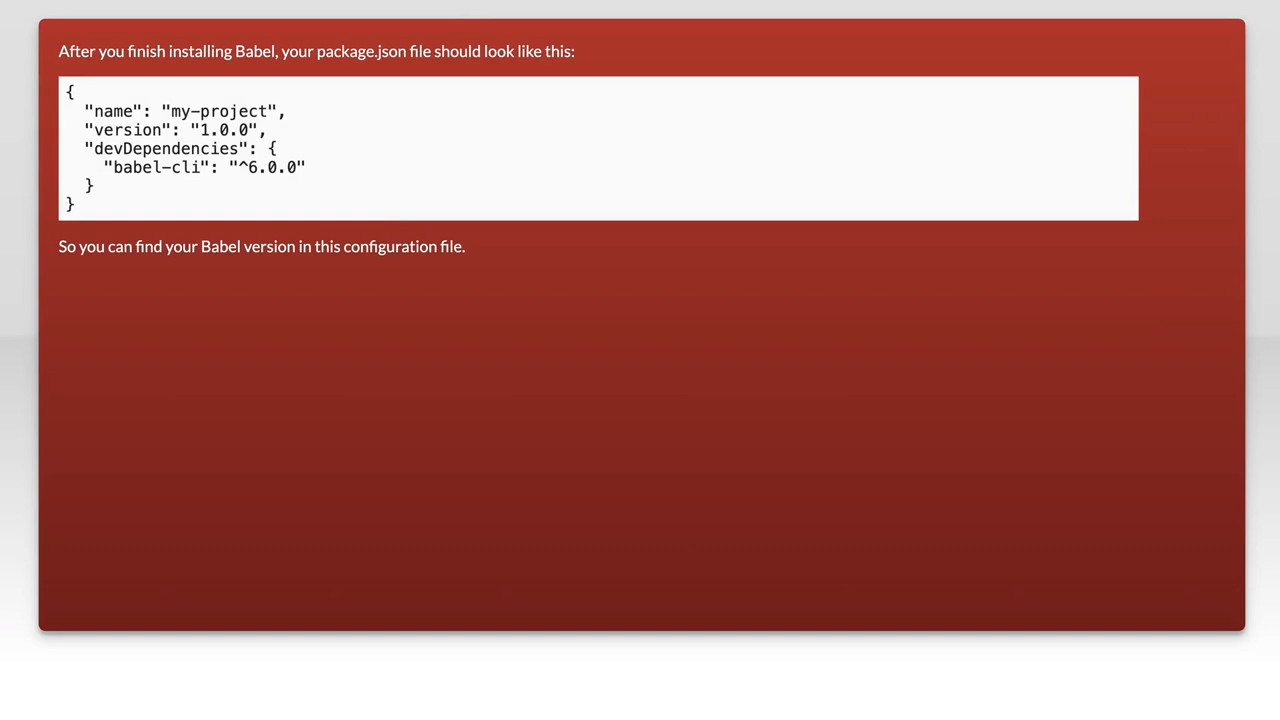 After you finish installing Babel, your package.json file should look like this:
{
  "name": "my-project",
  "version": "1.0.0",
  "devDependencies": {
    "babel-cli": "^6.0.0"
  }
}
So you can find your Babel version in this configuration file.